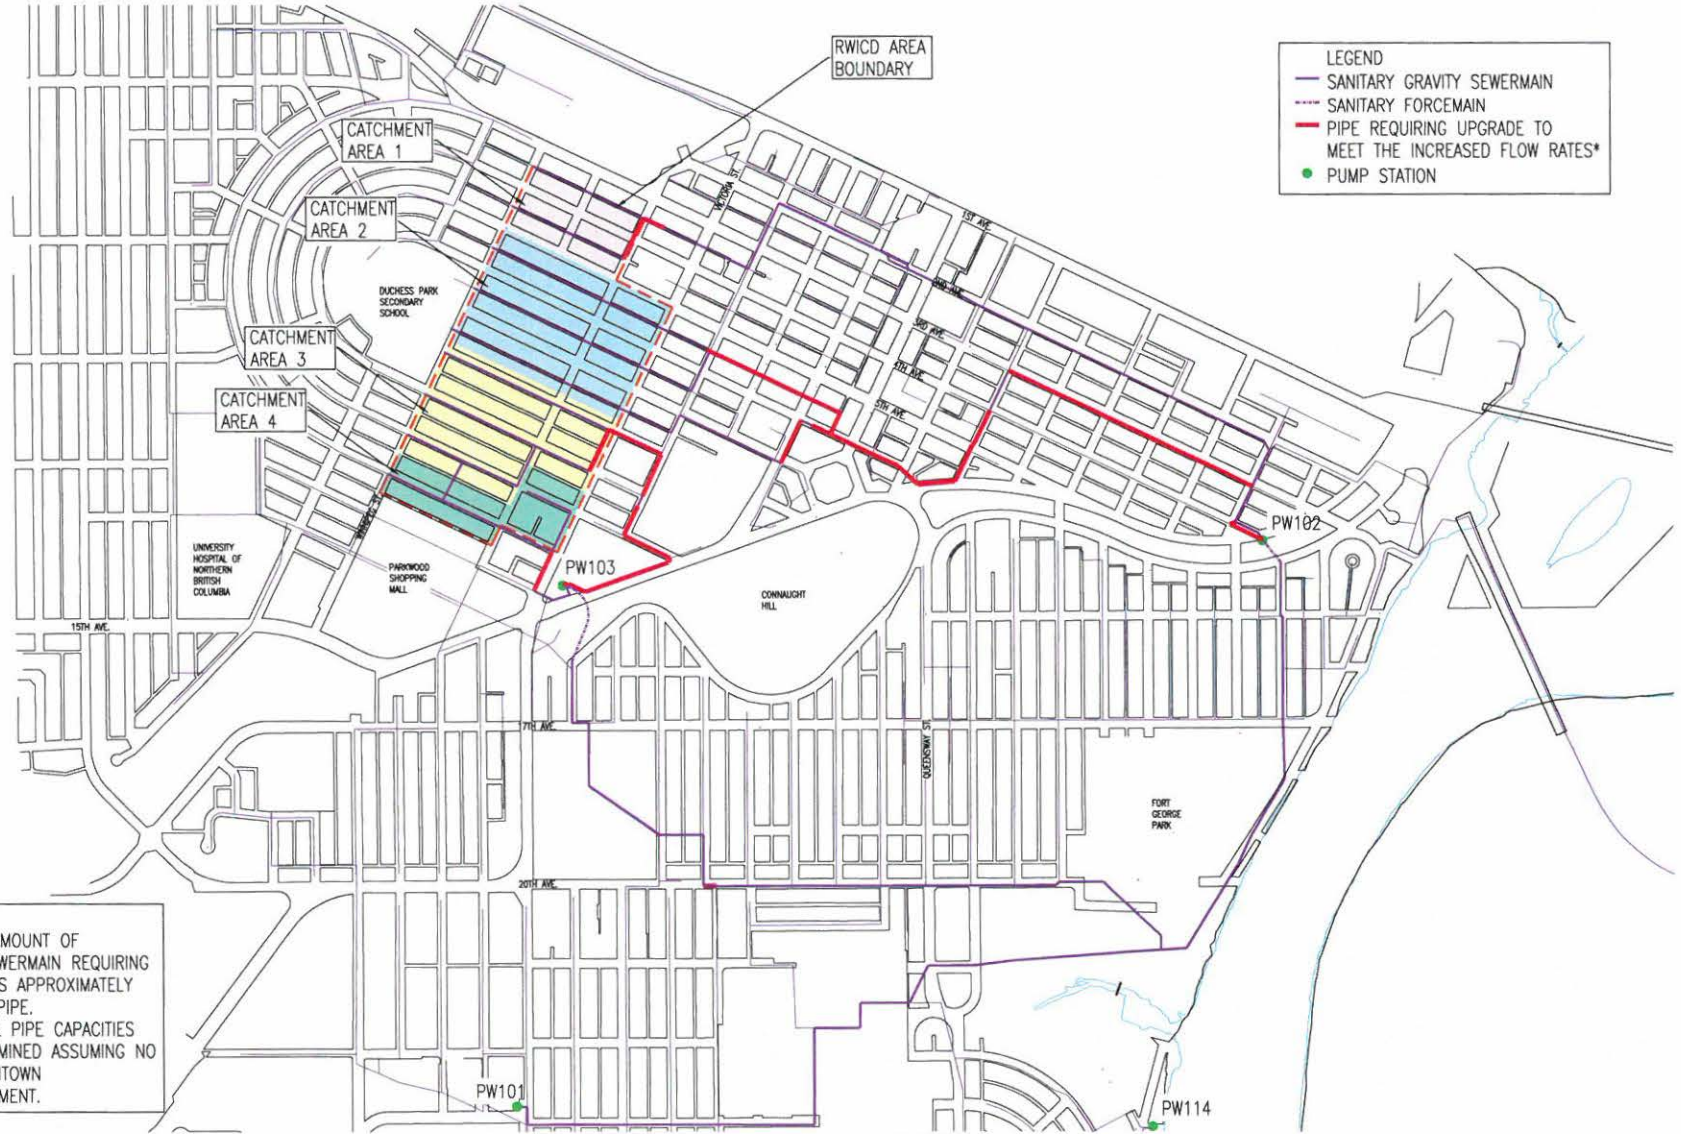 RWICD AREA
BOUNDARY
LEGEND
SANITARY GRAVITY SEWERMAIN
SANITARY FORCEMAIN
PIPE REQUIRING UPGRADE TO
MEET THE INCREASED FLOW RATES*
PUMP STATION
CATCHMENT
AREA 1
CATCHMENT
AREA 2
CATCHMENT
AREA 3
CATCHMENT
AREA 4
VICTORIA ST.
1ST AVE.
2ND AVE.
3RD AVE.
4TH AVE.
5TH AVE.
DUCHESS PARK
SECONDARY
SCHOOL
UNIVERSITY
HOSPITAL OF
NORTHERN
BRITISH
COLUMBIA
PARKWOOD
SHOPPING
MALL
PW103
PW102
CONNAUGHT
HILL
15TH AVE.
17TH AVE.
QUEENSWAY ST.
FORT
GEORGE
PARK
20TH AVE.
MOUNT OF
WERMAIN REQUIRING
S APPROXIMATELY
PIPE.
PIPE CAPACITIES
MINED ASSUMING NO
TOWN
MENT.
PW101
PW114